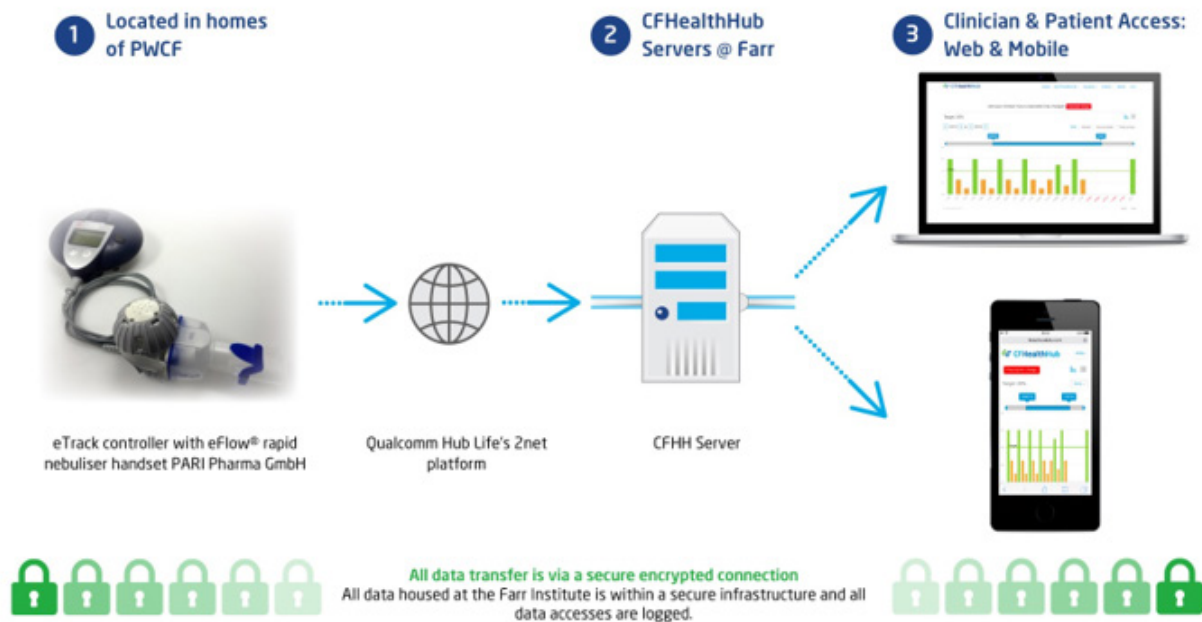 1
Located in homes
of PWCF
2
CFHealthHub
Servers @ Farr
3
Clinician & Patient Access:
Web & Mobile
eTrack controller with eFlow® rapid
nebuliser handset PARI Pharma GmbH
Qualcomm Hub Life's 2net
platform
CFHH Server
CFHealthHub
CFHealthHub
All data transfer is via a secure encrypted connection
All data housed at the Farr Institute is within a secure infrastructure and all
data accesses are logged.